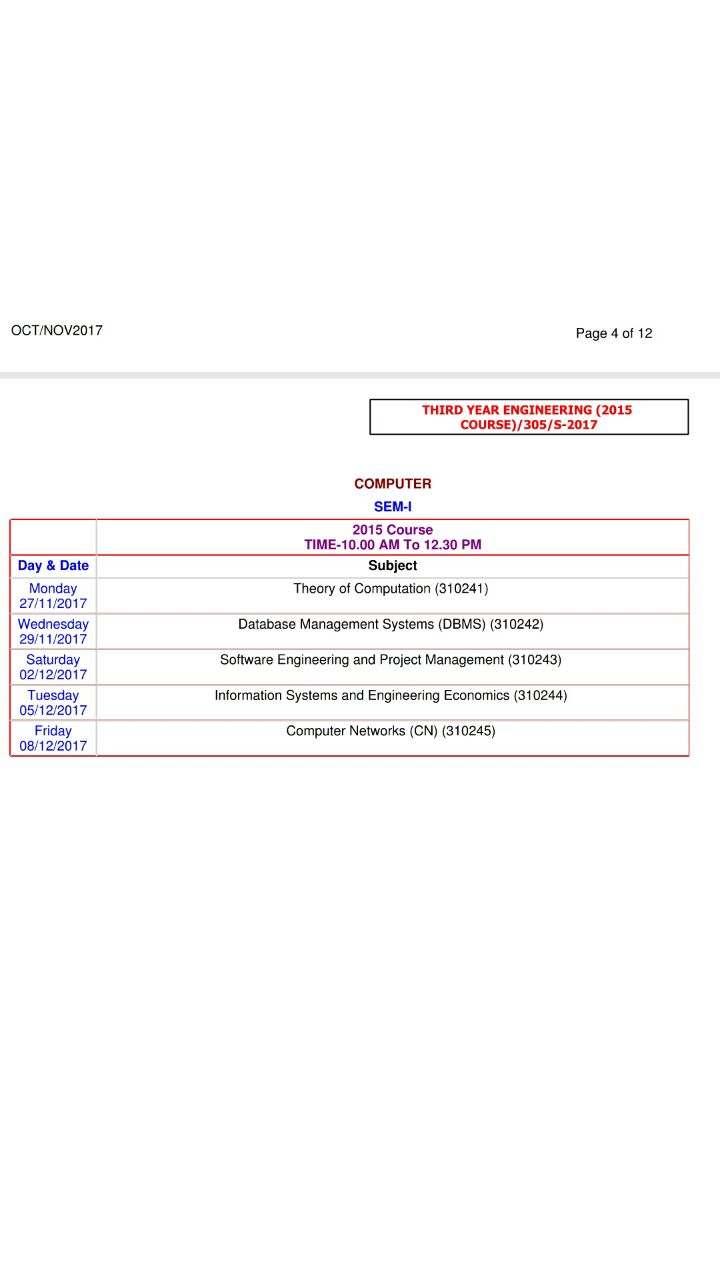 OCT/NOV2017
Page 4 of 12
THIRD YEAR ENGINEERING (2015
COURSE)/305/S-2017
COMPUTER
SEM-I
2015 Course
TIME-10.00 AM To 12.30 PM
Day & Date Subject
Monday
27/11/2017
Theory of Computation (310241)
Wednesday
29/11/2017
Database Management Systems (DBMS) (310242)
Saturday
02/12/2017
Software Engineering and Project Management (310243)
Tuesday
05/12/2017
Information Systems and Engineering Economics (310244)
Friday
08/12/2017
Computer Networks (CN) (310245)